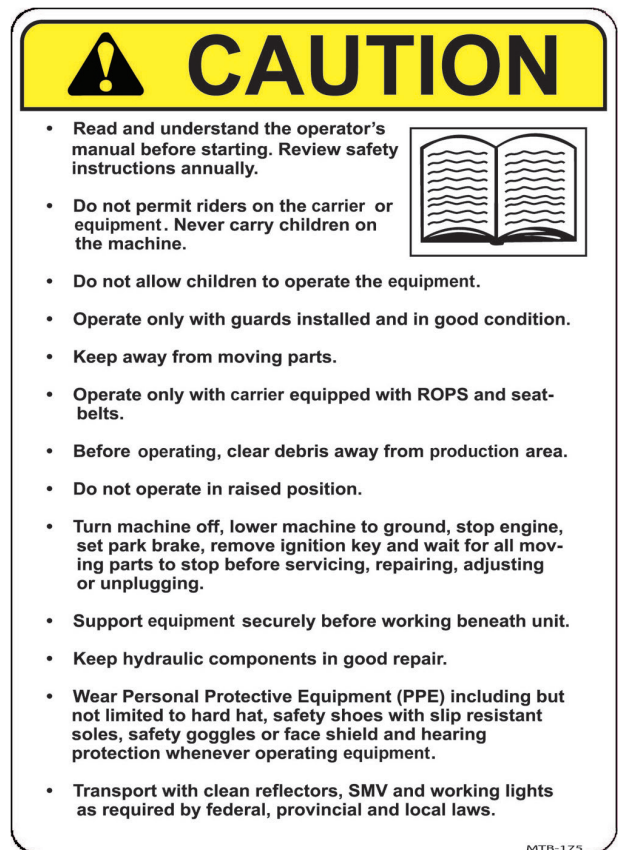 CAUTION
• Read and understand the operator's
manual before starting. Review safety
instructions annually.
• Do not permit riders on the carrier or
equipment. Never carry children on
the machine.
• Do not allow children to operate the equipment.
• Operate only with guards installed and in good condition.
• Keep away from moving parts.
• Operate only with carrier equipped with ROPS and seat-
belts.
• Before operating, clear debris away from production area.
• Do not operate in raised position.
• Turn machine off, lower machine to ground, stop engine,
set park brake, remove ignition key and wait for all mov-
ing parts to stop before servicing, repairing, adjusting
or unplugging.
• Support equipment securely before working beneath unit.
• Keep hydraulic components in good repair.
• Wear Personal Protective Equipment (PPE) including but
not limited to hard hat, safety shoes with slip resistant
soles, safety goggles or face shield and hearing
protection whenever operating equipment.
• Transport with clean reflectors, SMV and working lights
as required by federal, provincial and local laws.
MTB-175